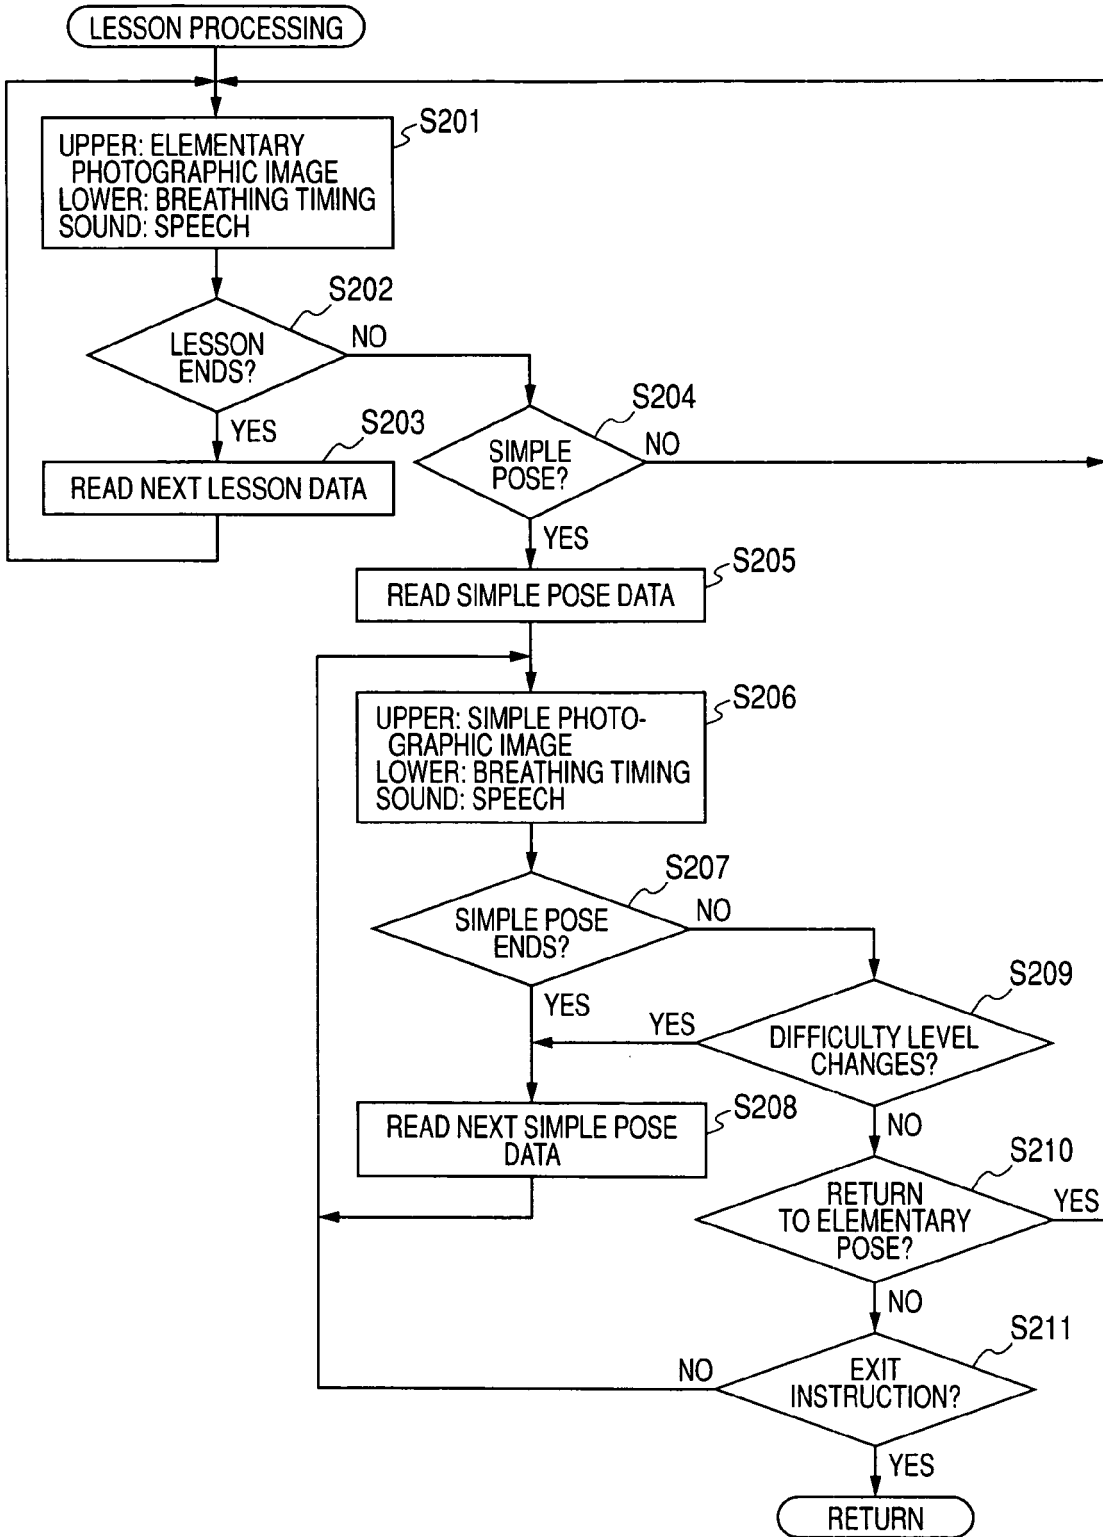 LESSON PROCESSING
S201
UPPER: ELEMENTARY
PHOTOGRAPHIC IMAGE
LOWER: BREATHING TIMING
SOUND: SPEECH
S202
LESSON
ENDS?
NO
YES
S203
READ NEXT LESSON DATA
S204
SIMPLE
POSE?
NO
YES
S205
READ SIMPLE POSE DATA
S206
UPPER: SIMPLE PHOTO-
GRAPHIC IMAGE
LOWER: BREATHING TIMING
SOUND: SPEECH
S207
SIMPLE POSE
ENDS?
NO
YES
S209
DIFFICULTY LEVEL
CHANGES?
YES
NO
S208
READ NEXT SIMPLE POSE
DATA
S210
RETURN
TO ELEMENTARY
POSE?
YES
NO
S211
EXIT
INSTRUCTION?
NO
YES
RETURN